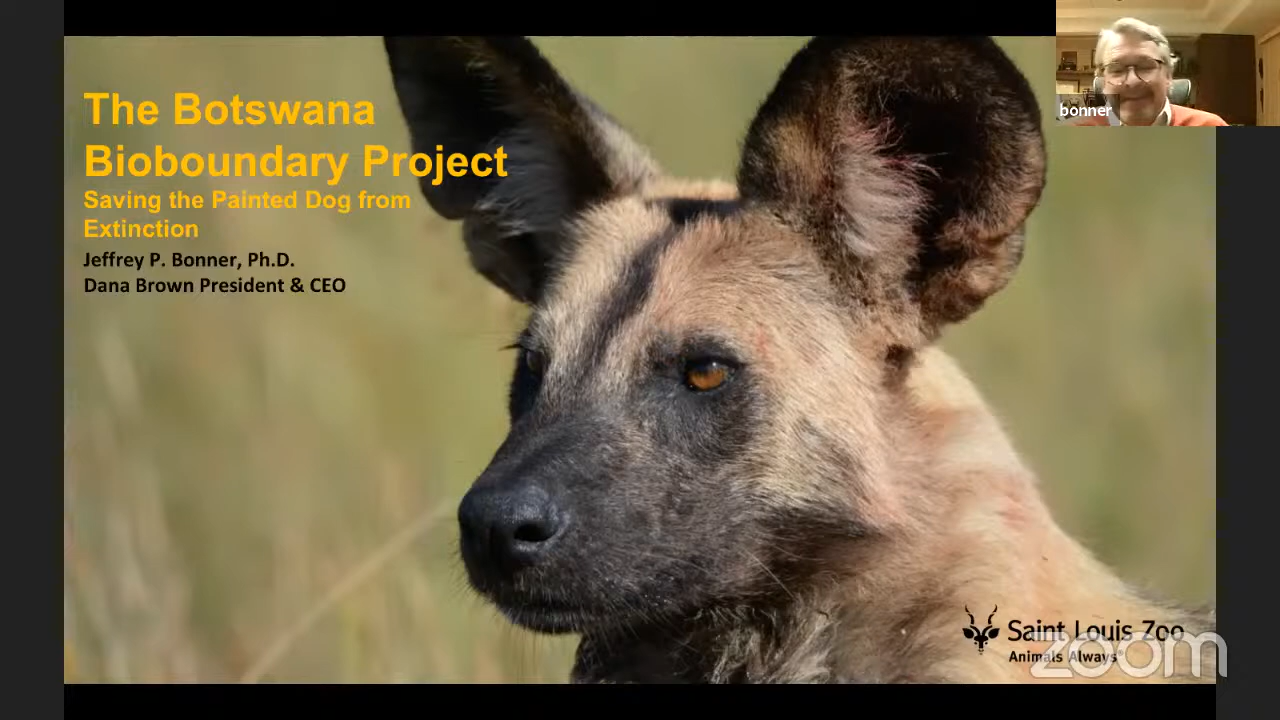 The Botswana
Bioboundary Project
Saving the Painted Dog from
Extinction
Jeffrey P. Bonner, Ph.D.
Dana Brown President & CEO
bonner
Saint Louis Zoo
Animals Always®
zoom